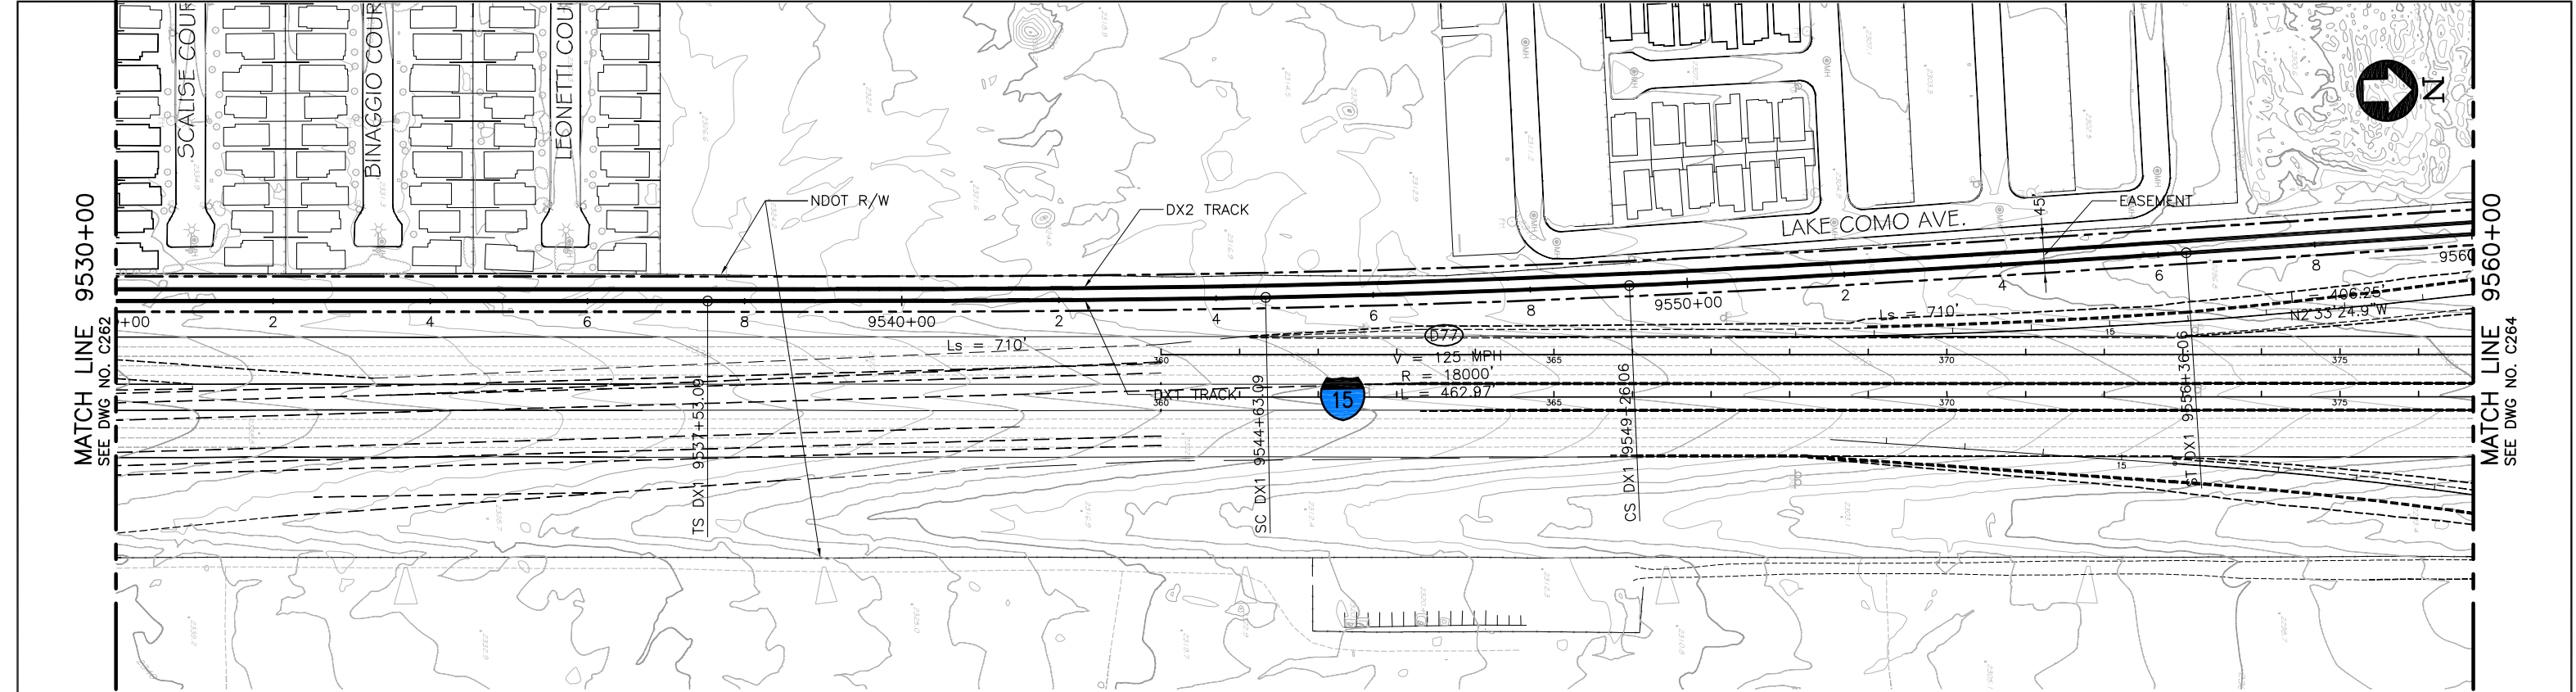 SCALISE COUR
BINAGGIO COUR
LEONETTI COUR
N
NDOT R/W
DX2 TRACK
LAKE COMO AVE.
45'
EASEMENT
MATCH LINE 9530+00
SEE DWG NO. C262
MATCH LINE 9560+00
SEE DWG NO. C264
+00 2 4 6 8 9540+00 2 4 6 8 9550+00 2 4 6 8 9560
Ls = 710'
D77
V = 125 MPH
R = 18000'
L = 462.97'
DX1 TRACK
15
Ls = 710'
L = 406.25'
N2°33'24.9"W
15
360 365 370 375
360 365 370 375
15
TS DX1 9537+53.09
SC DX1 9544+63.09
CS DX1 9549+26.06
ST DX1 9556+36.06